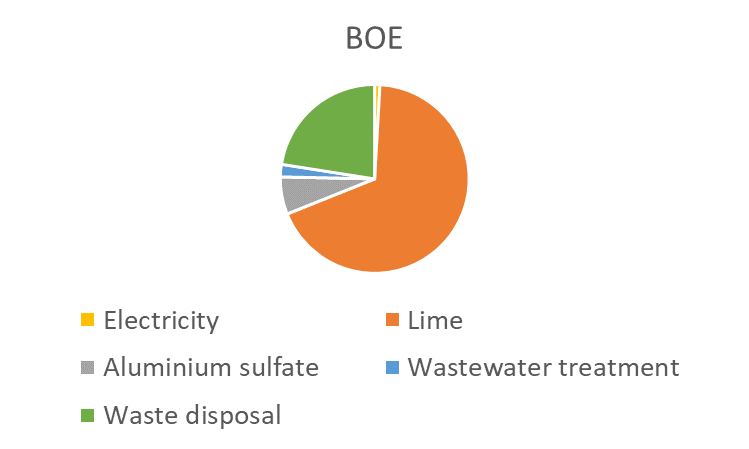 BOE
Electricity
Lime
Aluminium sulfate
Wastewater treatment
Waste disposal